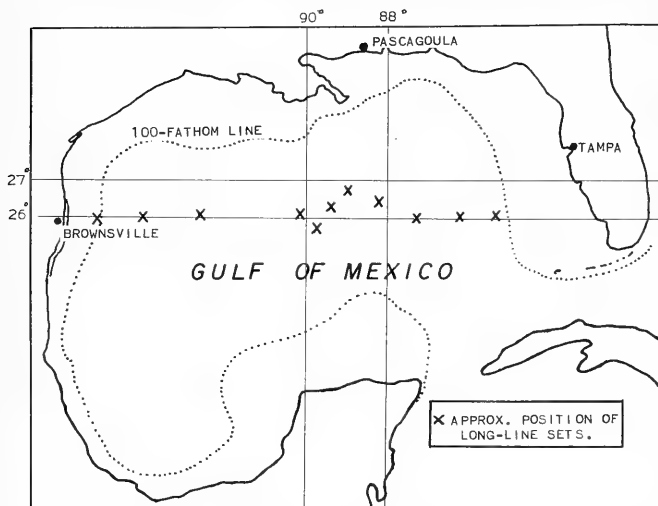 90° 88°
PASCAGOULA
100-FATHOM LINE
TAMPA
27°
26°
BROWNSVILLE
GULF OF MEXICO
X APPROX. POSITION OF
LONG-LINE SETS.